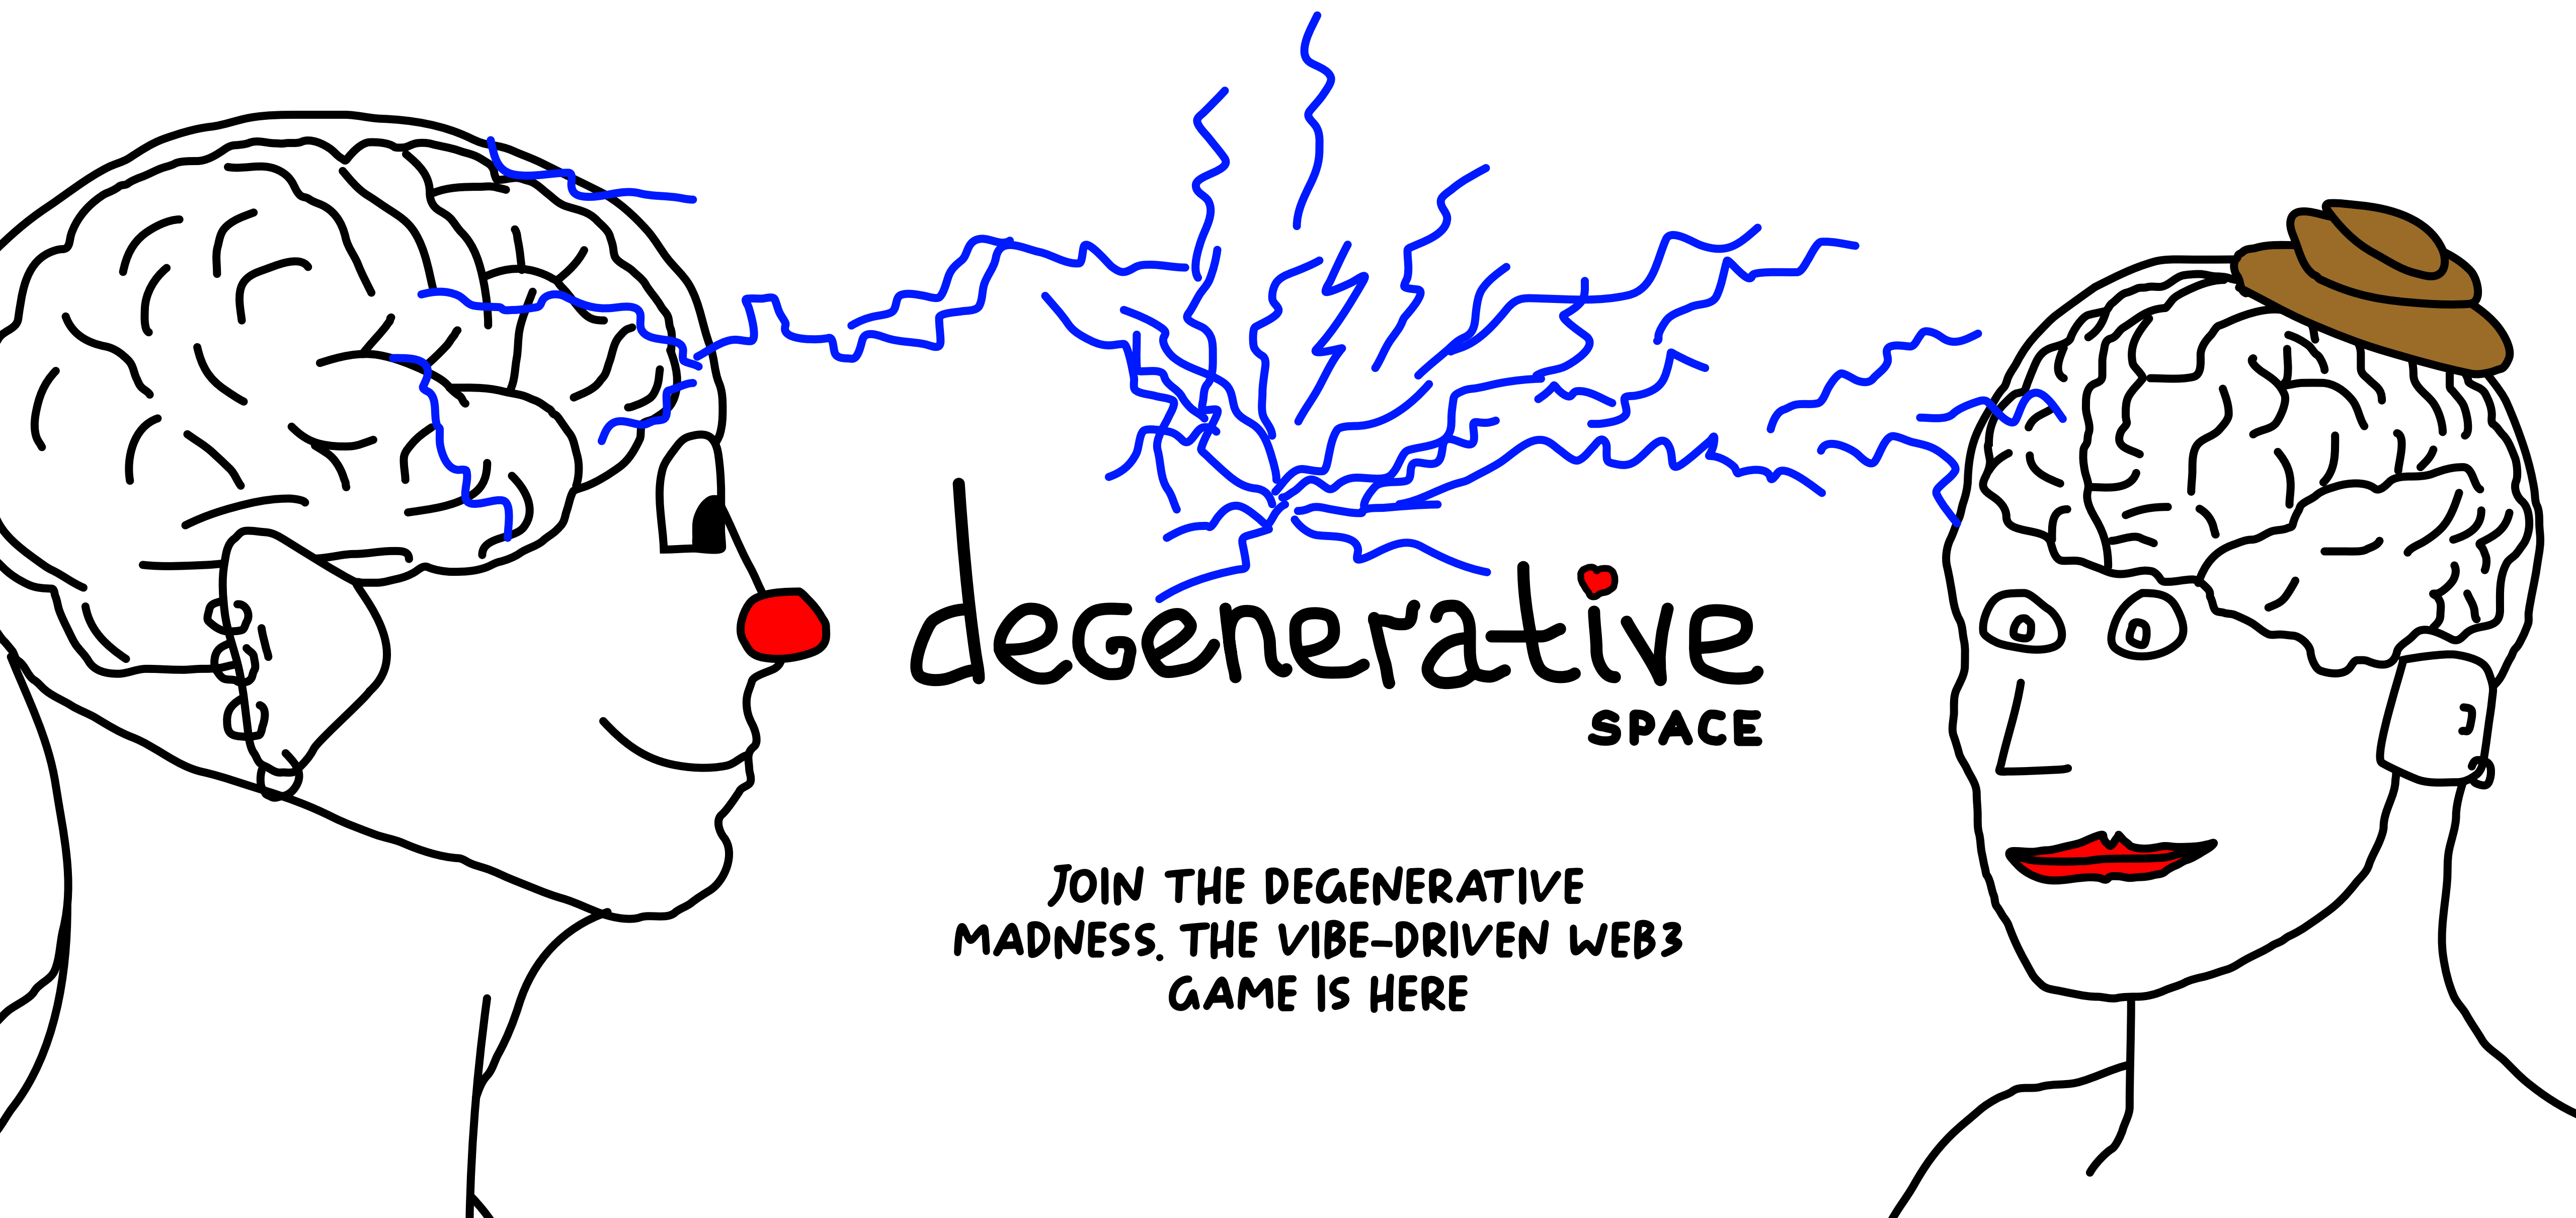 degenerative
SPACE
JOIN THE DEGENERATIVE
MADNESS. THE VIBE-DRIVEN WEB3
GAME IS HERE